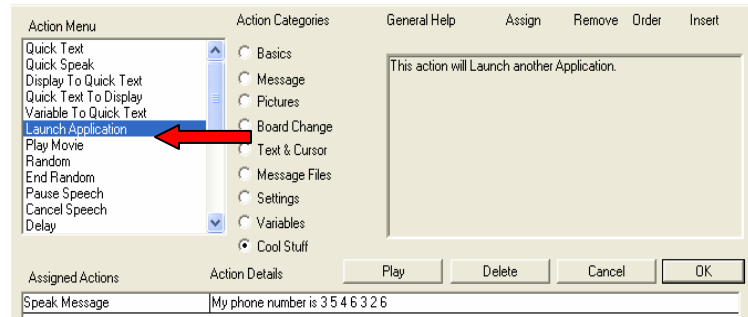 Action Menu Action Categories General Help Assign Remove Order Insert
Quick Text
Quick Speak
Display To Quick Text
Quick Text To Display
Variable To Quick Text
Launch Application
Play Movie
Random
End Random
Pause Speech
Cancel Speech
Delay
Basics
Message
Pictures
Board Change
Text & Cursor
Message Files
Settings
Variables
Cool Stuff
This action will Launch another Application.
Assigned Actions Action Details Play Delete Cancel OK
Speak Message My phone number is 3 5 4 6 3 2 6